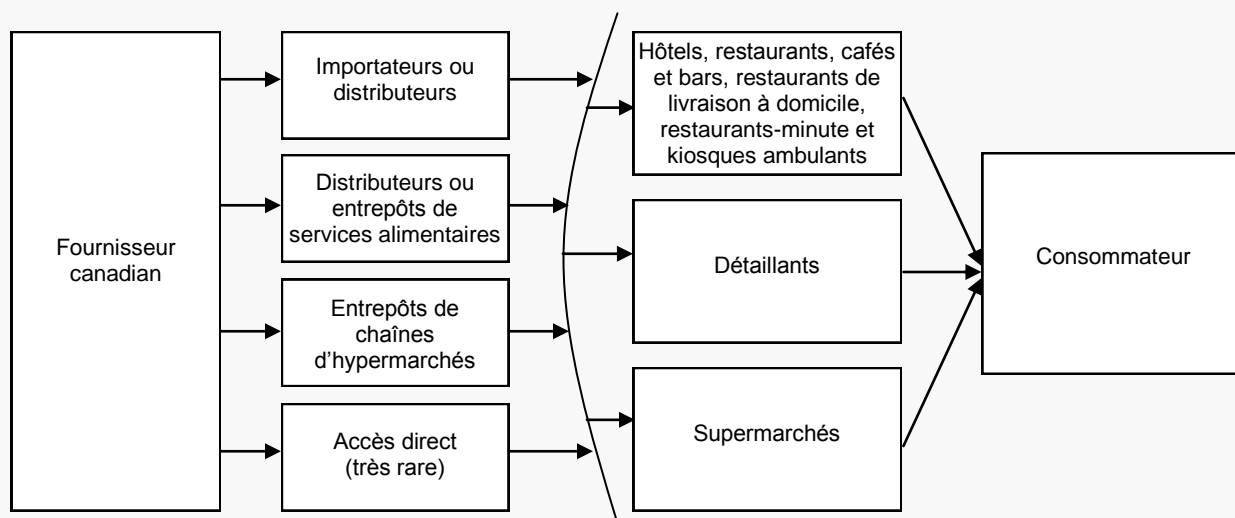 Fournisseur
canadian
Importateurs ou
distributeurs
Distributeurs ou
entrepôts de
services alimentaires
Entrepôts de
chaînes
d’hypermarchés
Accès direct
(très rare)
Hôtels, restaurants, cafés
et bars, restaurants de
livraison à domicile,
restaurants-minute et
kiosques ambulants
Détaillants
Supermarchés
Consommateur